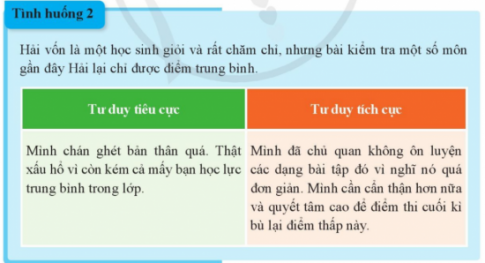 Tình huống 2
Hải vốn là một học sinh giỏi và rất chăm chỉ, nhưng bài kiểm tra một số môn
gần đây Hải lại chỉ được điểm trung bình.
Tư duy tiêu cực
Tư duy tích cực
Mình chán ghét bản thân quá. Thật
xấu hổ vì còn kém cả mấy bạn học lực
trung bình trong lớp.
Mình đã chủ quan không ôn luyện
các dạng bài tập đó vì nghĩ nó quá
đơn giản. Mình cần cẩn thận hơn nữa
và quyết tâm cao để điểm thi cuối kì
bù lại điểm thấp này.